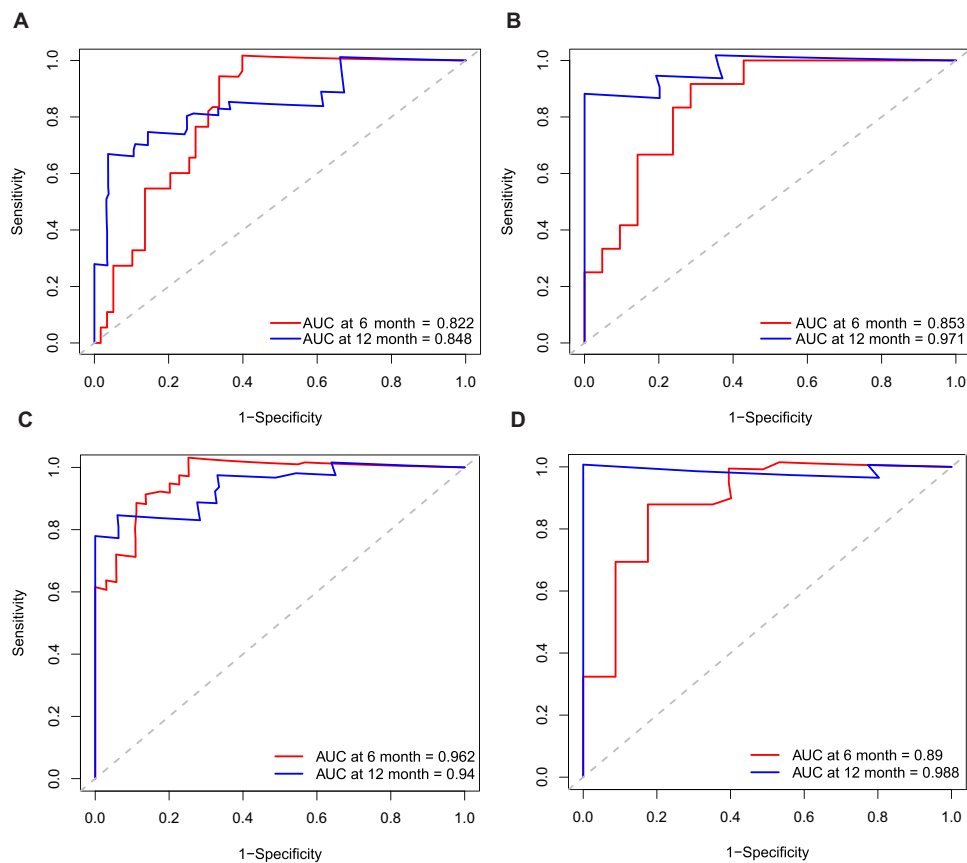 A
1.0
0.8
0.6
0.4
0.2
0.0
Sensitivity
AUC at 6 month = 0.822
AUC at 12 month = 0.848
0.0 0.2 0.4 0.6 0.8 1.0
1−Specificity
B
1.0
0.8
0.6
0.4
0.2
0.0
Sensitivity
AUC at 6 month = 0.853
AUC at 12 month = 0.971
0.0 0.2 0.4 0.6 0.8 1.0
1−Specificity
C
1.0
0.8
0.6
0.4
0.2
0.0
Sensitivity
AUC at 6 month = 0.962
AUC at 12 month = 0.94
0.0 0.2 0.4 0.6 0.8 1.0
1−Specificity
D
1.0
0.8
0.6
0.4
0.2
0.0
AUC at 6 month = 0.89
AUC at 12 month = 0.988
0.0 0.2 0.4 0.6 0.8 1.0
1−Specificity